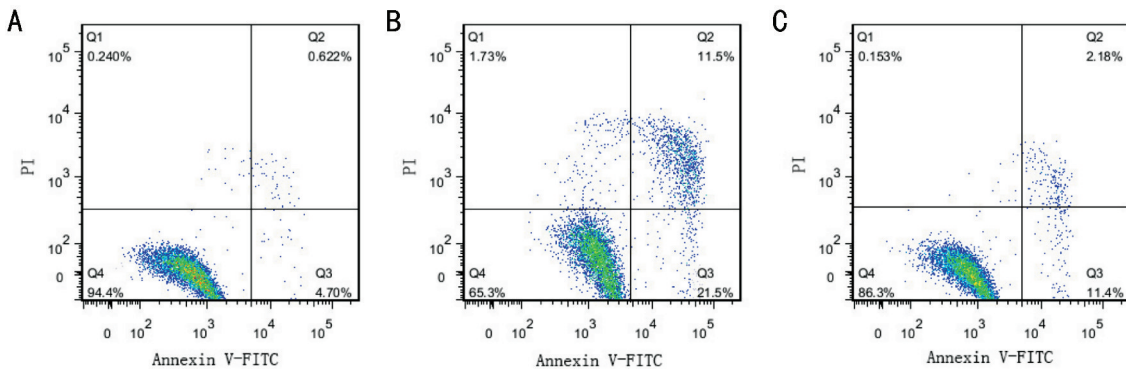 A
Q1
0.240%
Q2
0.622%
Q4
94.4%
Q3
4.70%
10^5
10^4
10^3
10^2
0
PI
0 10^2 10^3 10^4 10^5
Annexin V-FITC
B
Q1
1.73%
Q2
11.5%
Q4
65.3%
Q3
21.5%
10^5
10^4
10^3
10^2
0
PI
0 10^2 10^3 10^4 10^5
Annexin V-FITC
C
Q1
0.153%
Q2
2.18%
Q4
86.3%
Q3
11.4%
10^5
10^4
10^3
10^2
0
PI
0 10^2 10^3 10^4 10^5
Annexin V-FITC